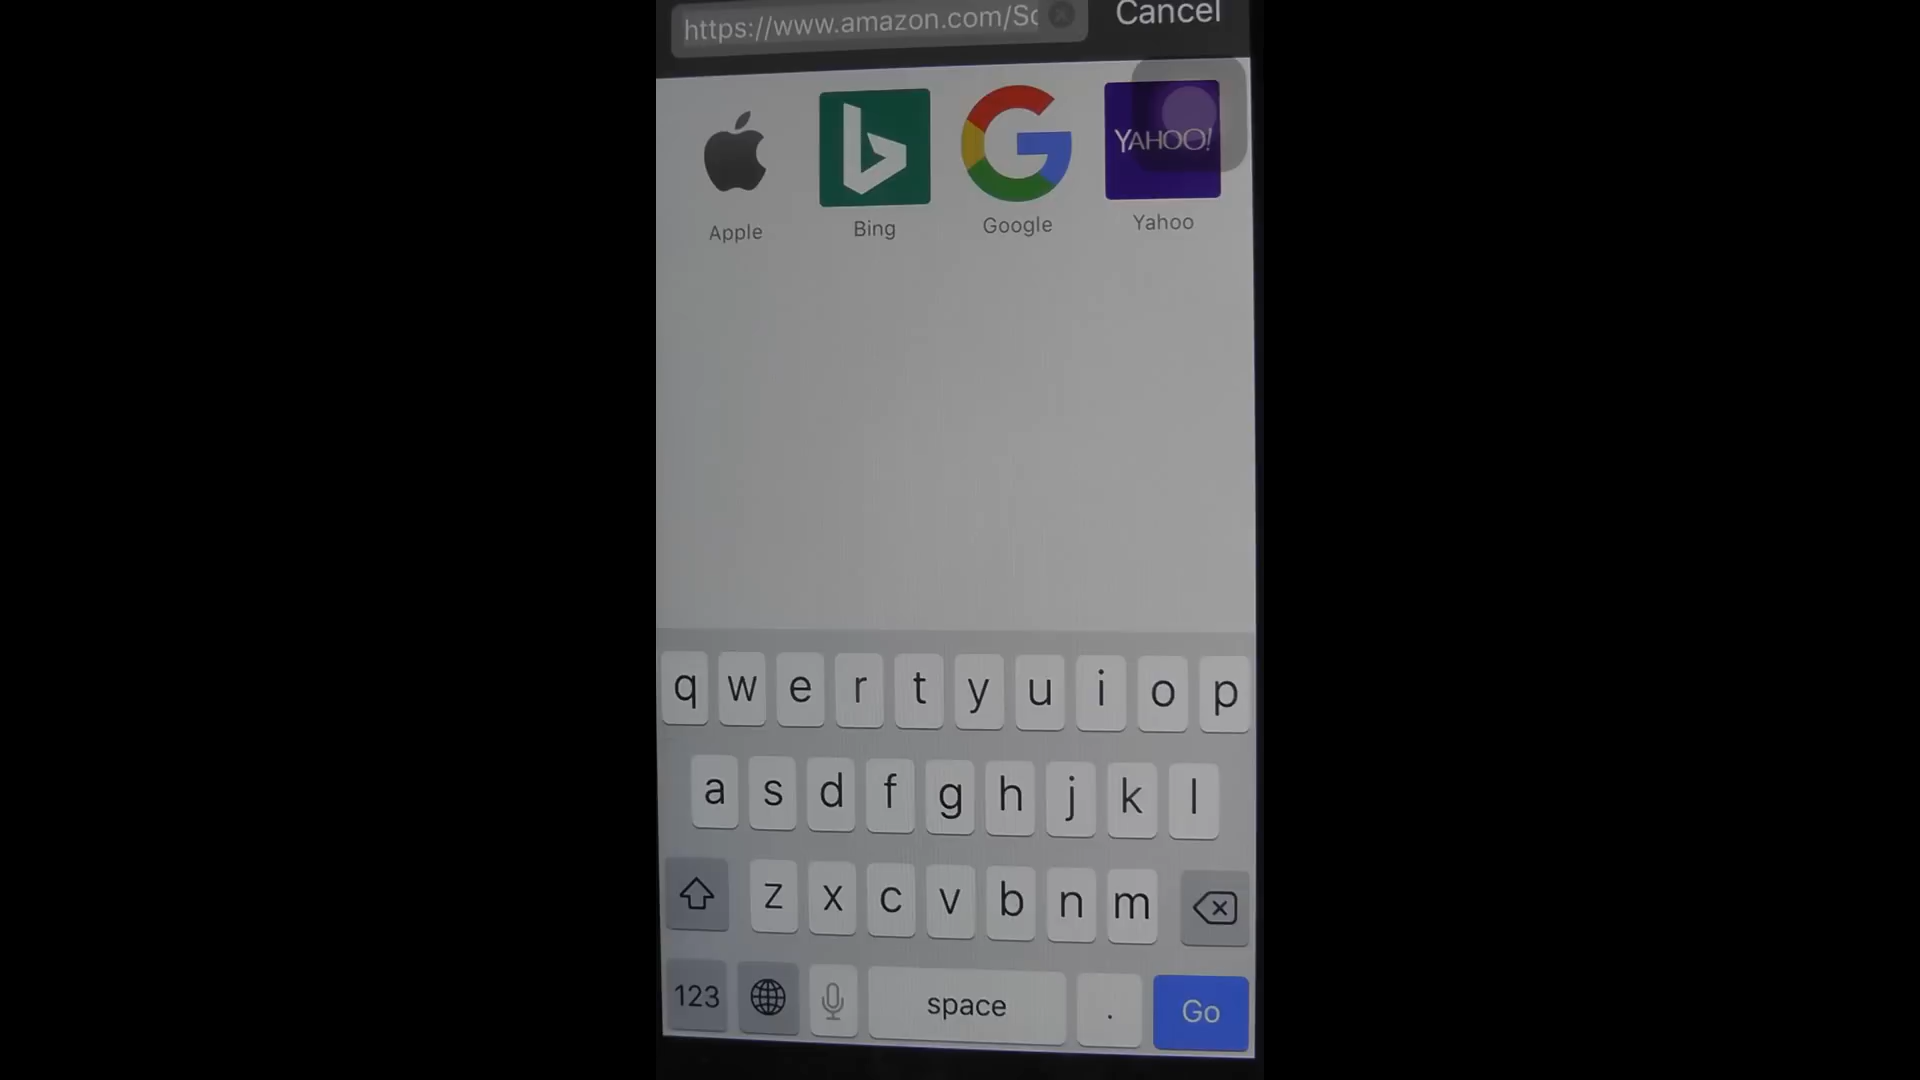 https://www.amazon.com/Sc Cancel
YAHOO!
Apple Bing Google Yahoo
q w e r t y u i o p
a s d f g h j k l
z x c v b n m
123 space . Go